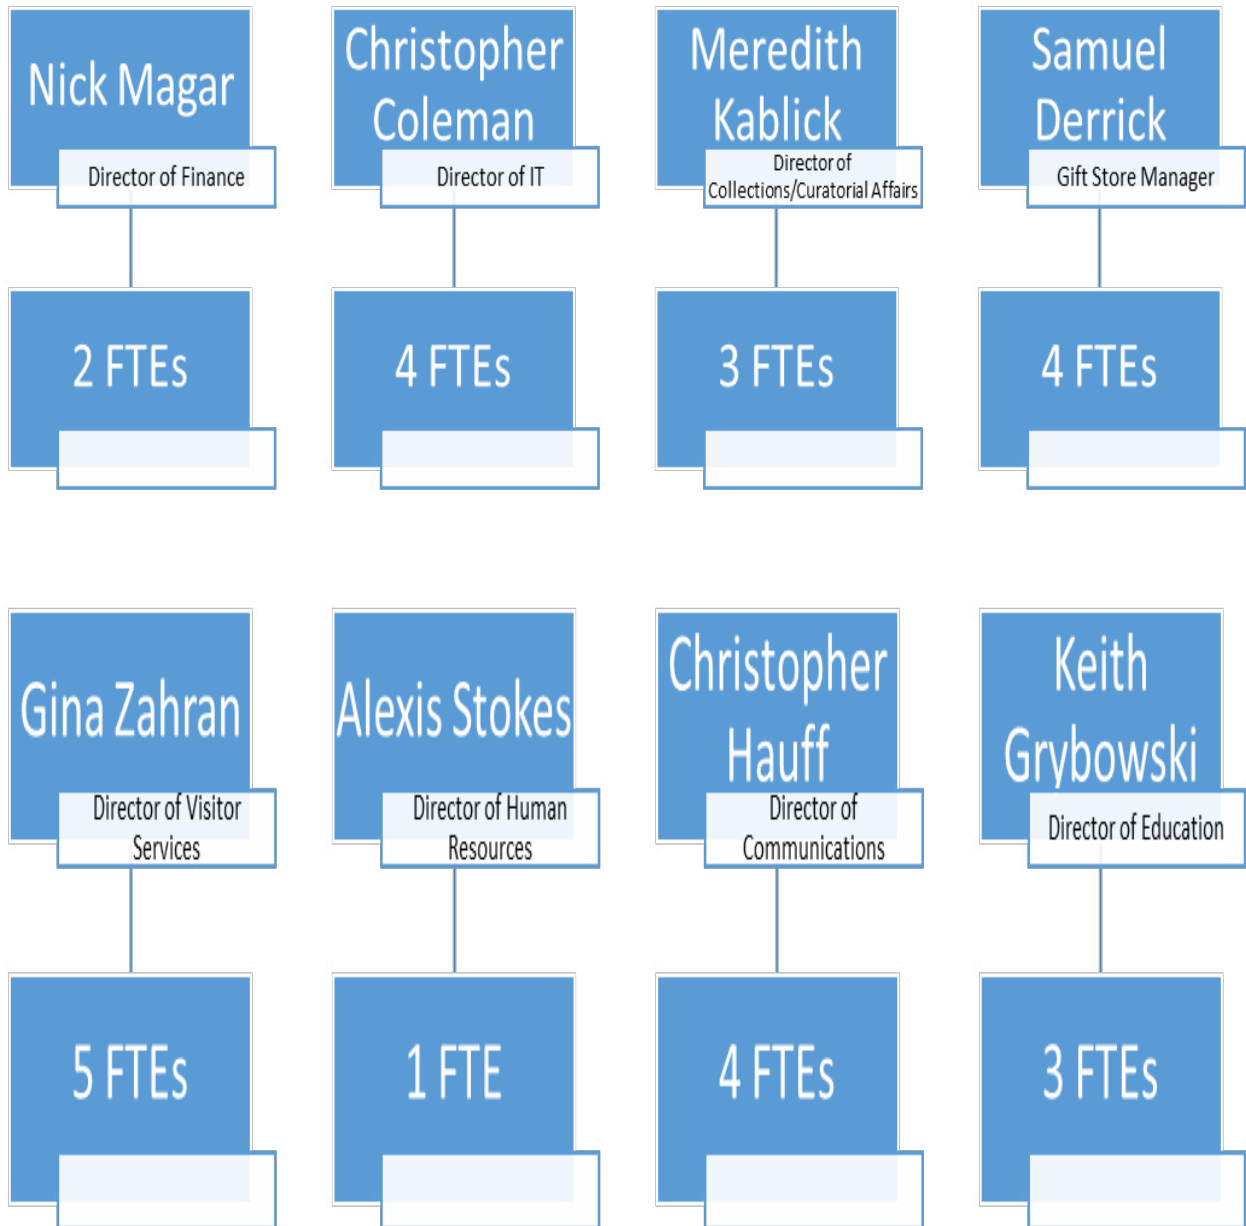 Nick Magar
Director of Finance
2 FTEs
Christopher
Coleman
Director of IT
4 FTEs
Meredith
Kablick
Director of
Collections/Curatorial Affairs
3 FTEs
Samuel
Derrick
Gift Store Manager
4 FTEs
Gina Zahran
Director of Visitor
Services
5 FTEs
Alexis Stokes
Director of Human
Resources
1 FTE
Christopher
Hauff
Director of
Communications
4 FTEs
Keith
Grybowski
Director of Education
3 FTEs